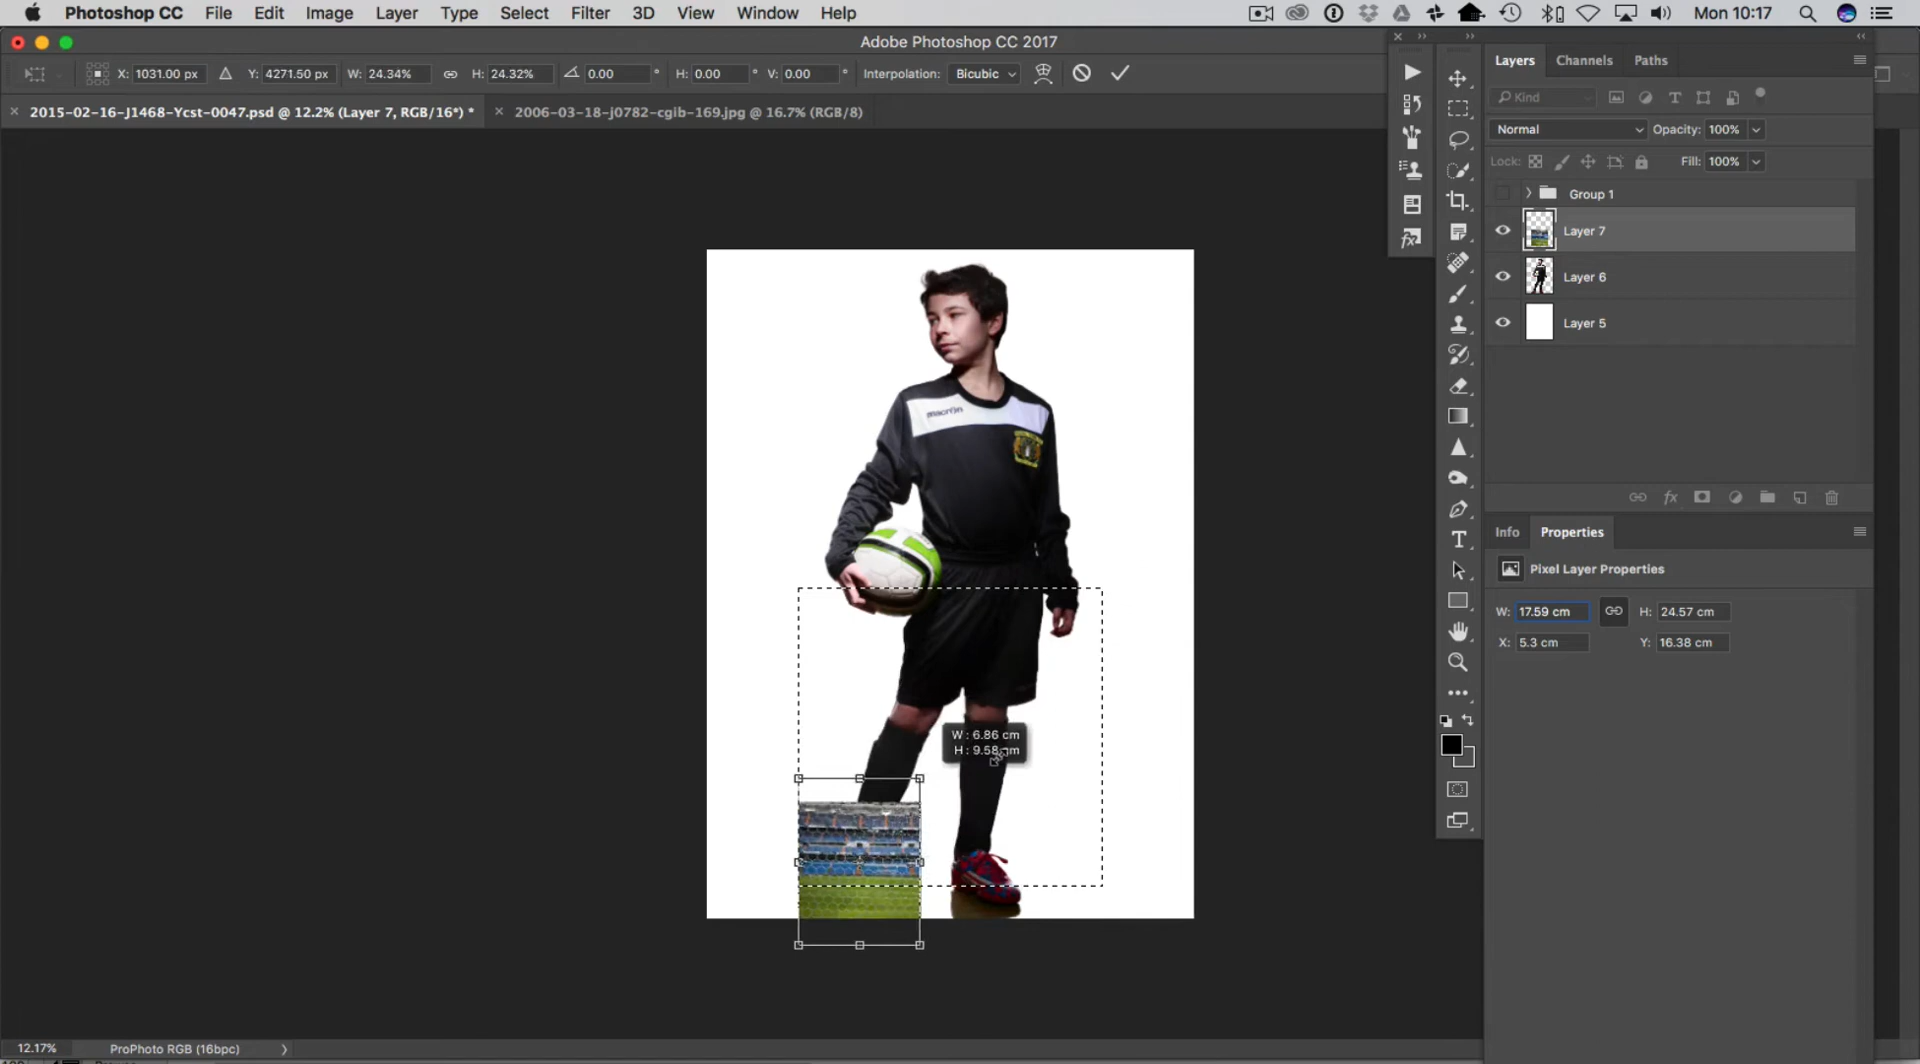 Photoshop CC File Edit Image Layer Type Select Filter 3D View Window Help Mon 10:17
Adobe Photoshop CC 2017
X: 1031.00 px Y: 4271.50 px W: 24.34% H: 24.32% 0.00 ° H: 0.00 V: 0.00 ° Interpolation: Bicubic
2015-02-16-J1468-Ycst-0047.psd @ 12.2% (Layer 7, RGB/16*) * 2006-03-18-j0782-cgib-169.jpg @ 16.7% (RGB/8)
Layers Channels Paths
Kind
Normal Opacity: 100%
Lock: Fill: 100%
Group 1
Layer 7
Layer 6
Layer 5
macron
Info Properties
Pixel Layer Properties
W: 17.59 cm H: 24.57 cm
X: 5.3 cm Y: 16.38 cm
W : 6.86 cm
H : 9.58 cm
12.17% ProPhoto RGB (16bpc)